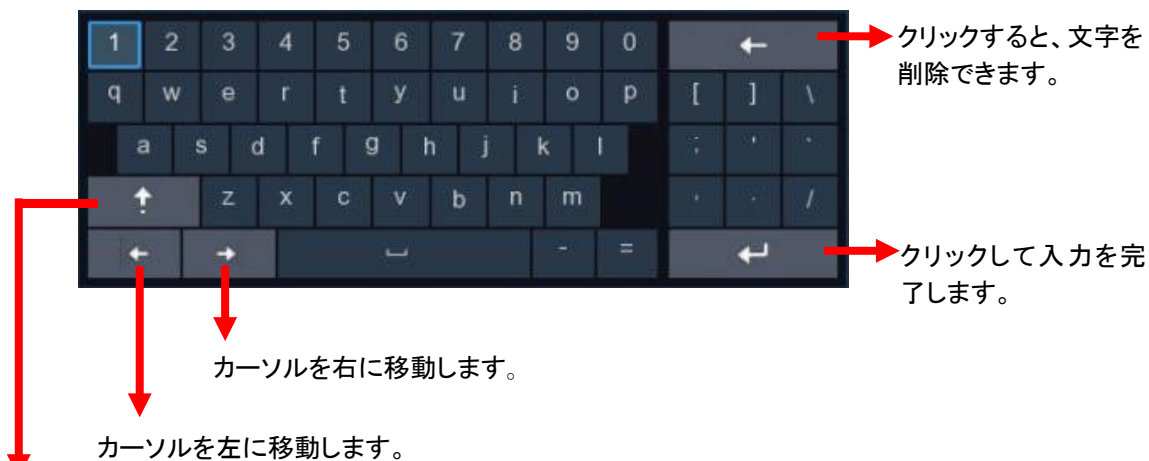 1 2 3 4 5 6 7 8 9 0 ←
q w e r t y u i o p [ ] \
a s d f g h j k l ; ' `
z x c v b n m , . /
← → - = ↵
クリックすると、文字を
削除できます。
クリックして入力を完
了します。
カーソルを右に移動します。
カーソルを左に移動します。